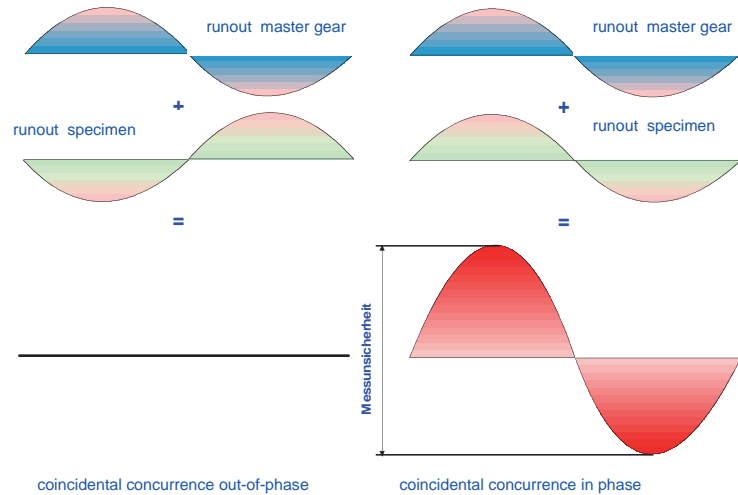 runout master gear
+
runout specimen
=
coincidental concurrence out-of-phase
runout master gear
+
runout specimen
=
Messunsicherheit
coincidental concurrence in phase